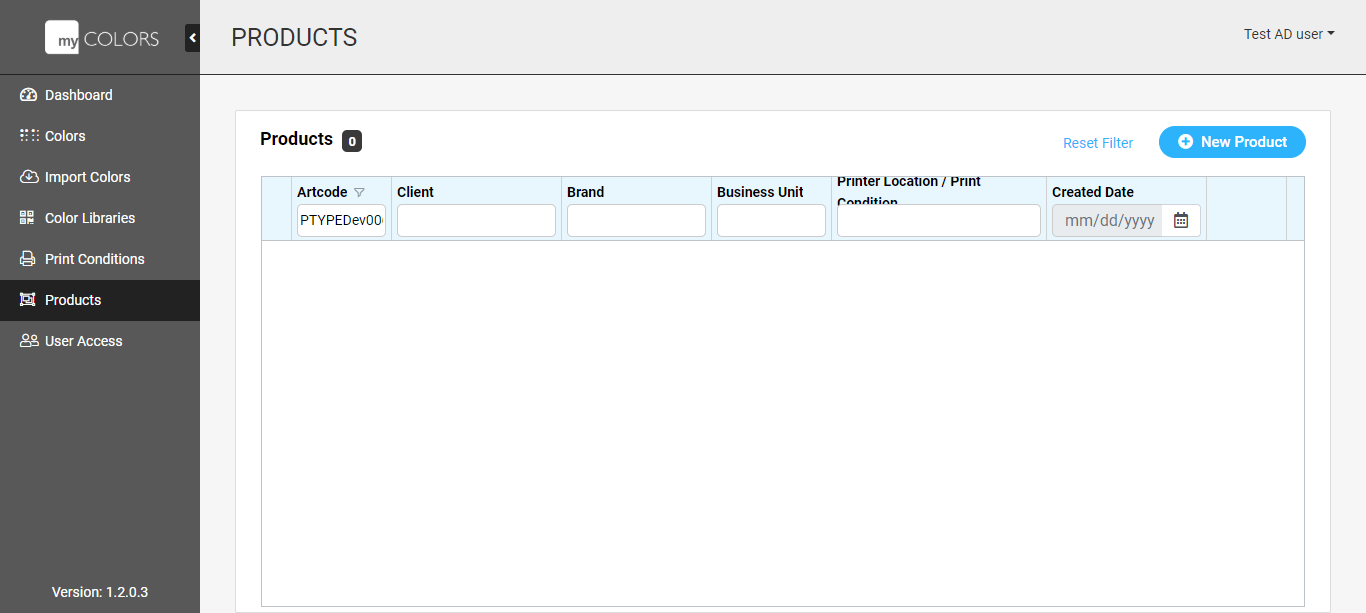 my COLORS
PRODUCTS
Test AD user
Dashboard
Colors
Import Colors
Color Libraries
Print Conditions
Products
User Access
Version: 1.2.0.3
Products 0
Reset Filter
New Product
Artcode
Client
Brand
Business Unit
Printer Location / Print
Condition
Created Date
PTYPEDev00
mm/dd/yyyy